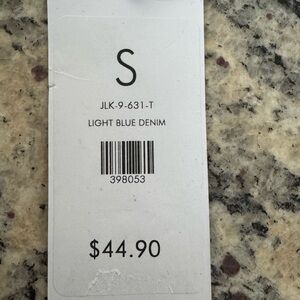 S
JLK-9-631-T
LIGHT BLUE DENIM
398053
$44.90